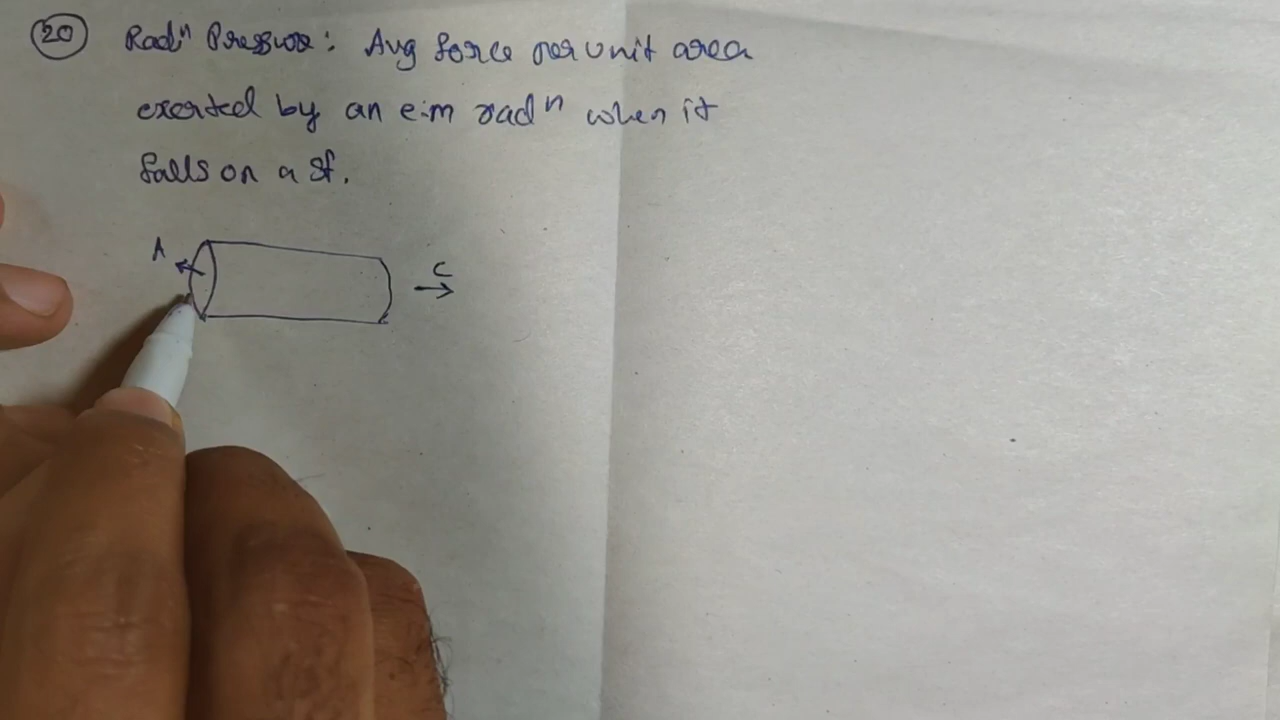 20 Radⁿ Pressure: Avg force per unit area
exerted by an e.m radⁿ when it
falls on a sf.
A
C